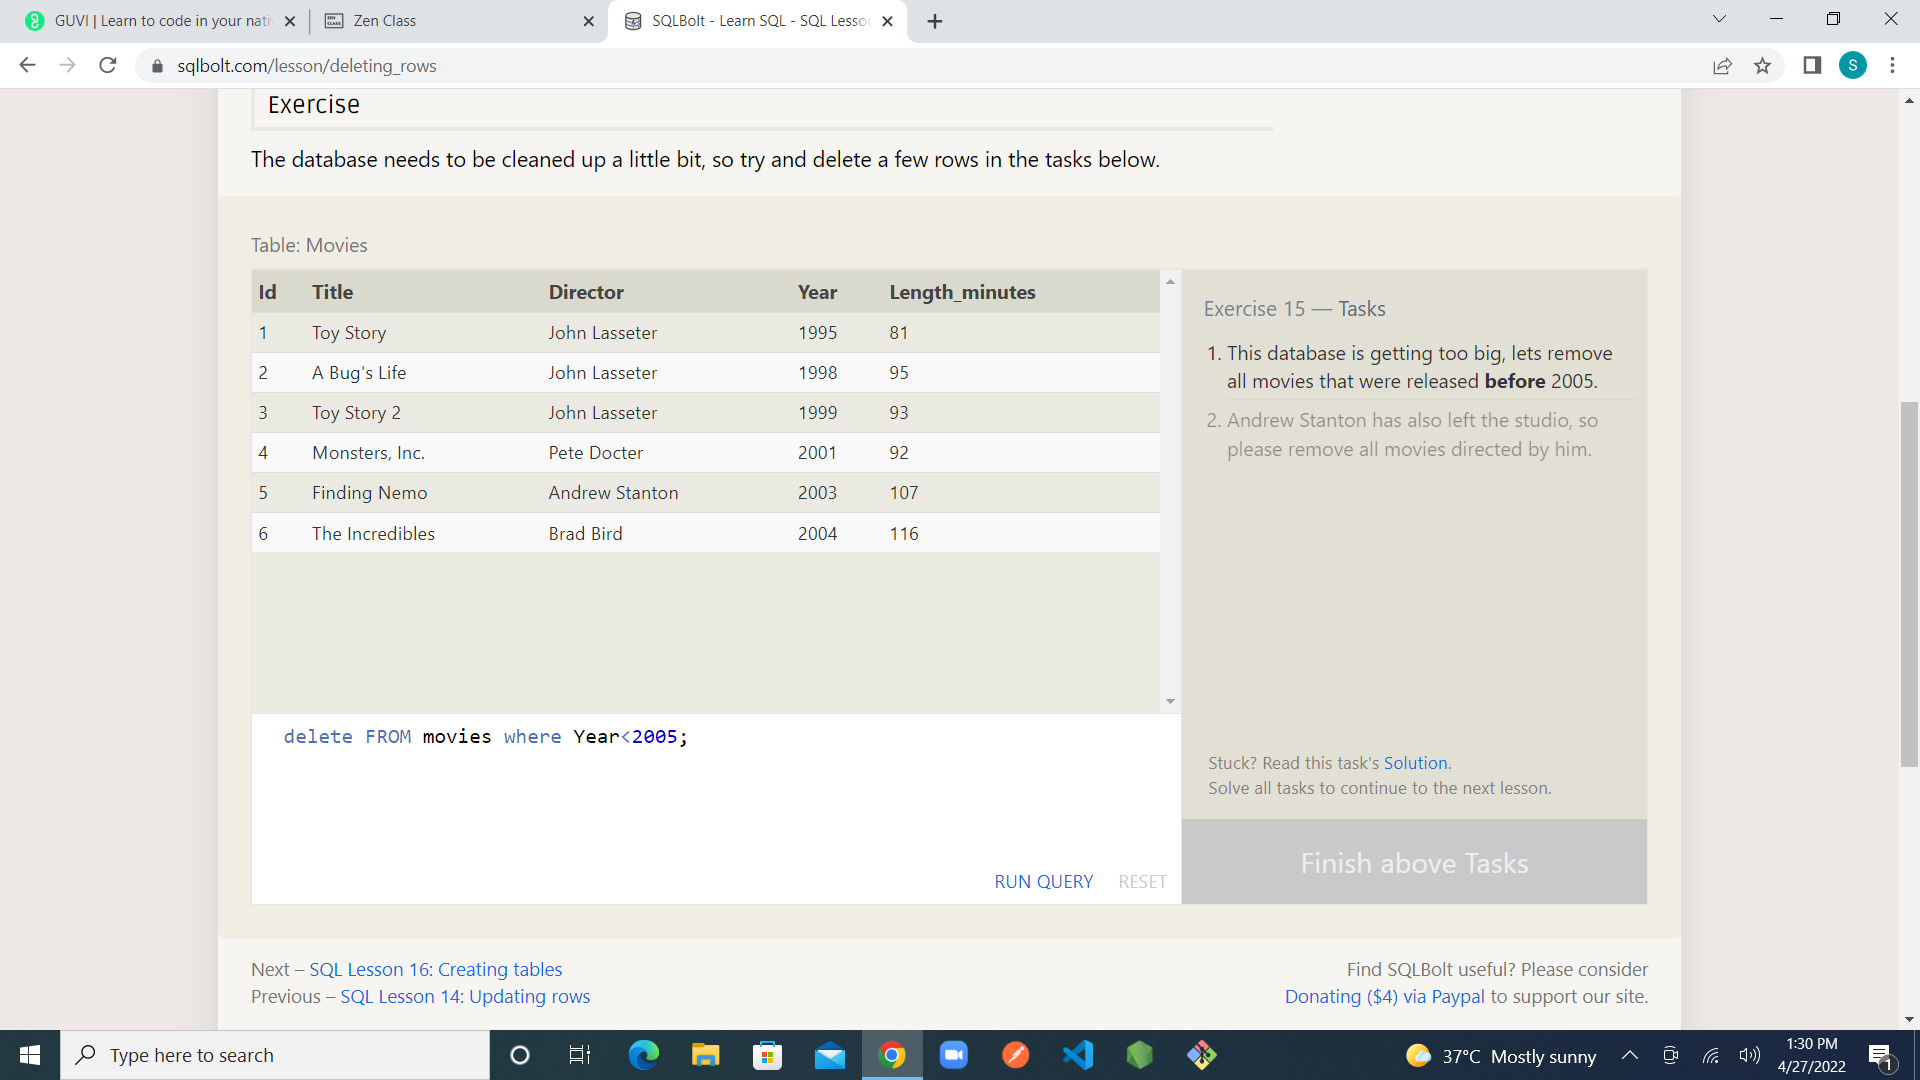 GUVI | Learn to code in your nati
Zen Class
SQLBolt - Learn SQL - SQL Lesson
sqlbolt.com/lesson/deleting_rows
S
Exercise
The database needs to be cleaned up a little bit, so try and delete a few rows in the tasks below.
Table: Movies
Id Title Director Year Length_minutes
1 Toy Story John Lasseter 1995 81
2 A Bug's Life John Lasseter 1998 95
3 Toy Story 2 John Lasseter 1999 93
4 Monsters, Inc. Pete Docter 2001 92
5 Finding Nemo Andrew Stanton 2003 107
6 The Incredibles Brad Bird 2004 116
delete FROM movies where Year<2005;
RUN QUERY RESET
Exercise 15 — Tasks
1. This database is getting too big, lets remove
all movies that were released before 2005.
2. Andrew Stanton has also left the studio, so
please remove all movies directed by him.
Stuck? Read this task's Solution.
Solve all tasks to continue to the next lesson.
Finish above Tasks
Next – SQL Lesson 16: Creating tables
Previous – SQL Lesson 14: Updating rows
Find SQLBolt useful? Please consider
Donating ($4) via Paypal to support our site.
Type here to search
37°C Mostly sunny
1:30 PM
4/27/2022
1